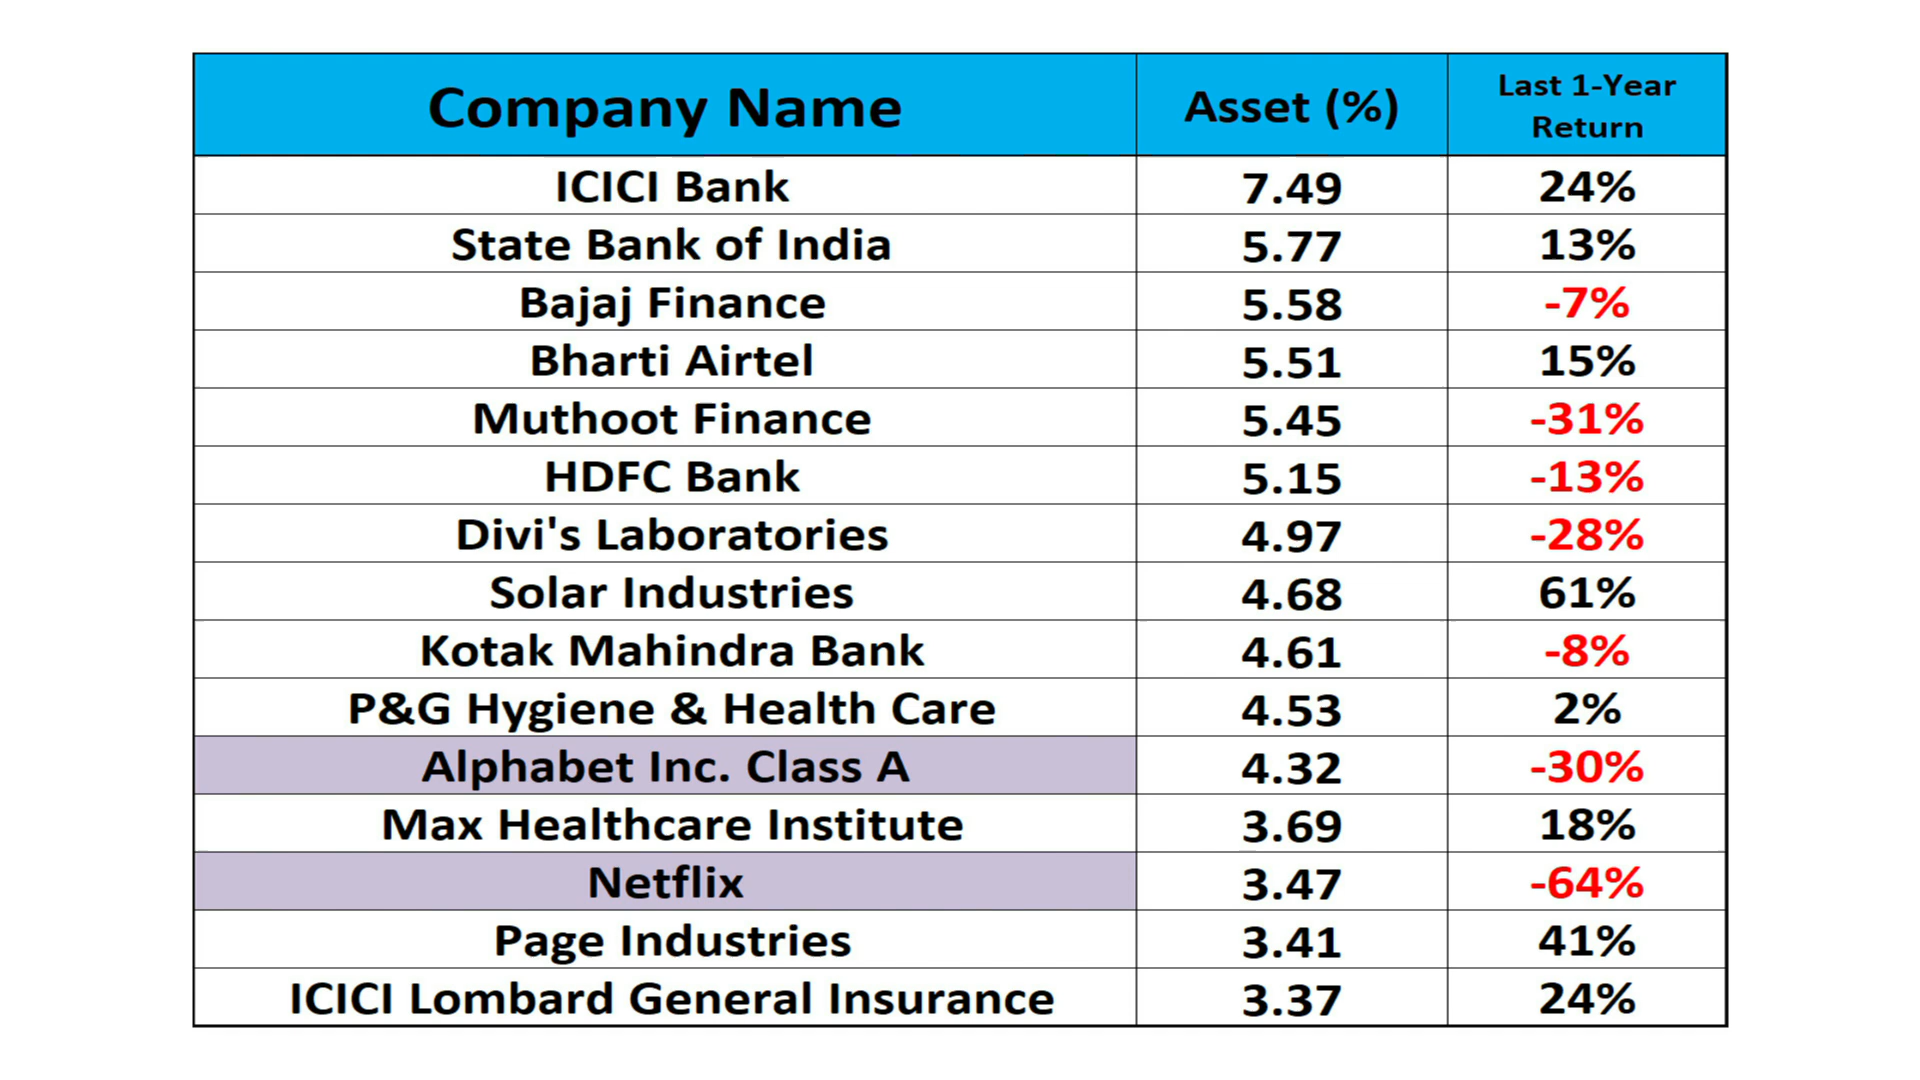 Company Name Asset (%) Last 1-Year Return
ICICI Bank 7.49 24%
State Bank of India 5.77 13%
Bajaj Finance 5.58 -7%
Bharti Airtel 5.51 15%
Muthoot Finance 5.45 -31%
HDFC Bank 5.15 -13%
Divi's Laboratories 4.97 -28%
Solar Industries 4.68 61%
Kotak Mahindra Bank 4.61 -8%
P&G Hygiene & Health Care 4.53 2%
Alphabet Inc. Class A 4.32 -30%
Max Healthcare Institute 3.69 18%
Netflix 3.47 -64%
Page Industries 3.41 41%
ICICI Lombard General Insurance 3.37 24%